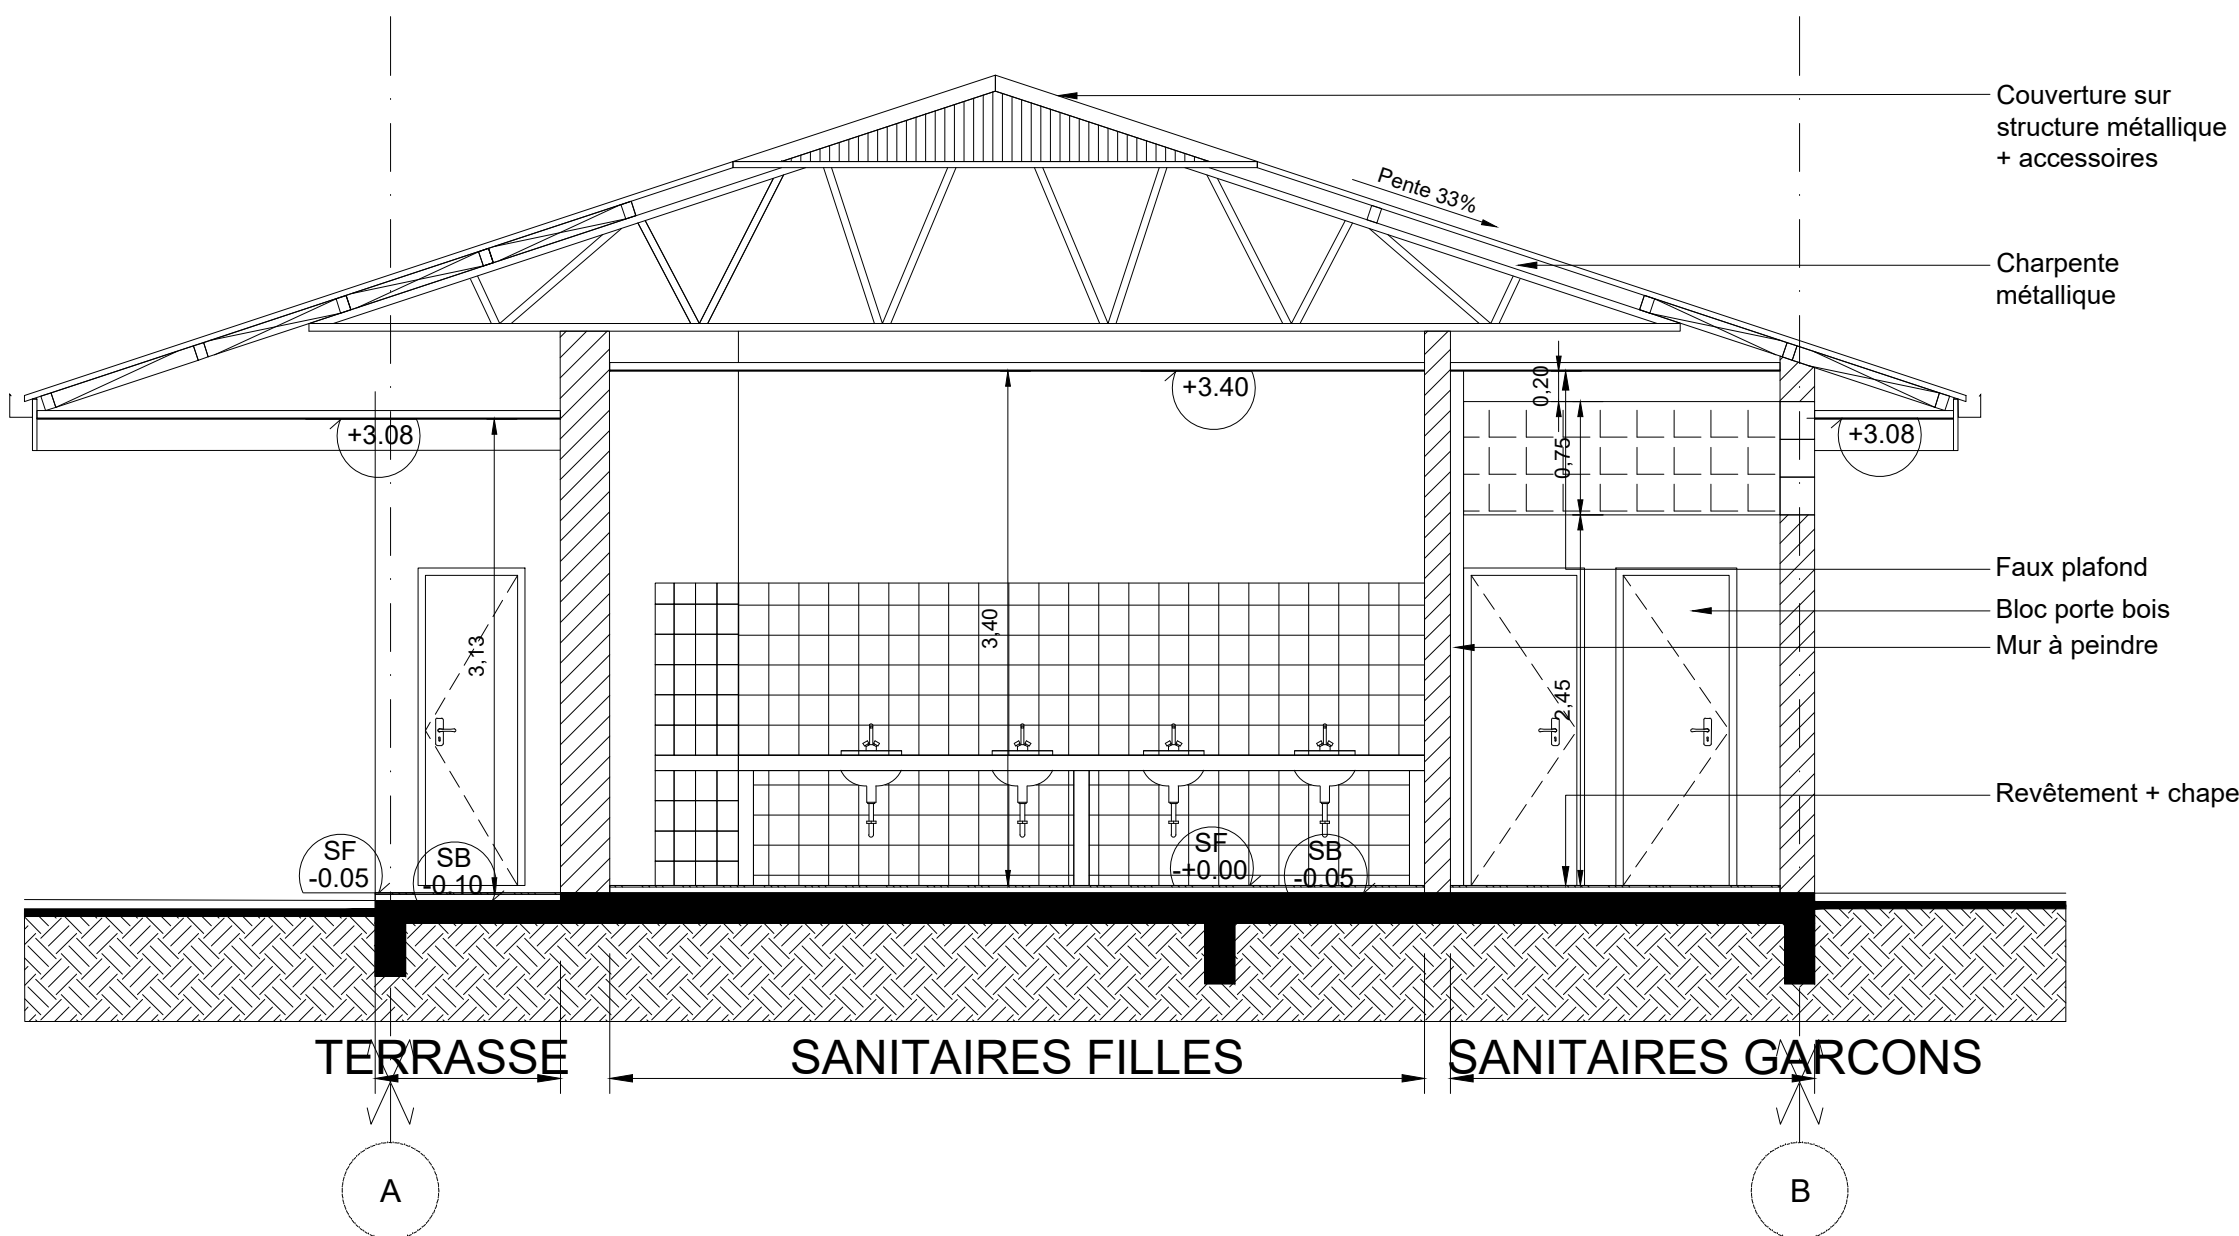 Couverture sur
structure métallique
+ accessoires
Pente 33%
Charpente
métallique
0,20
+3.40
+3.08
+3.08
0,75
Faux plafond
Bloc porte bois
3,40
3,13
Mur à peindre
2,45
Revêtement + chape
SF
-0.05
SB
-0.10
SF
-+0.00
SB
-0.05
TERRASSE
SANITAIRES FILLES
SANITAIRES GARCONS
A
B